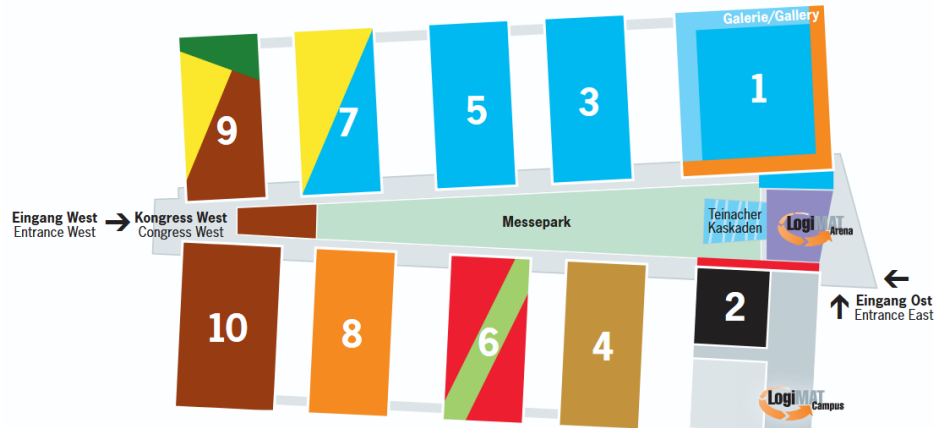 Galerie/Gallery
9
7
5
3
1
Eingang West
Entrance West
Kongress West
Congress West
Messepark
Teinacher
Kaskaden
LogiMAT
Arena
Eingang Ost
Entrance East
10
8
6
4
2
LogiMAT
Campus